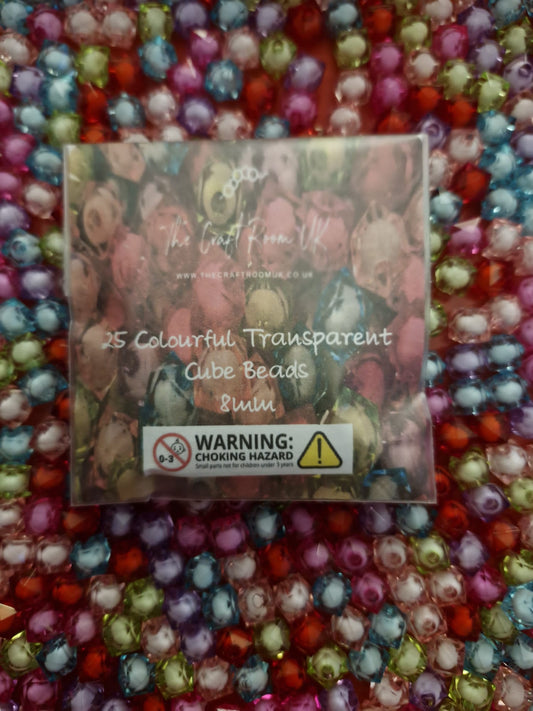 The Craft Room UK
WWW.THECRAFTROOMUK.CO.UK
25 Colourful Transparent
Cube Beads
8mm
0-3
WARNING:
CHOKING HAZARD
Small parts not for children under 3 years